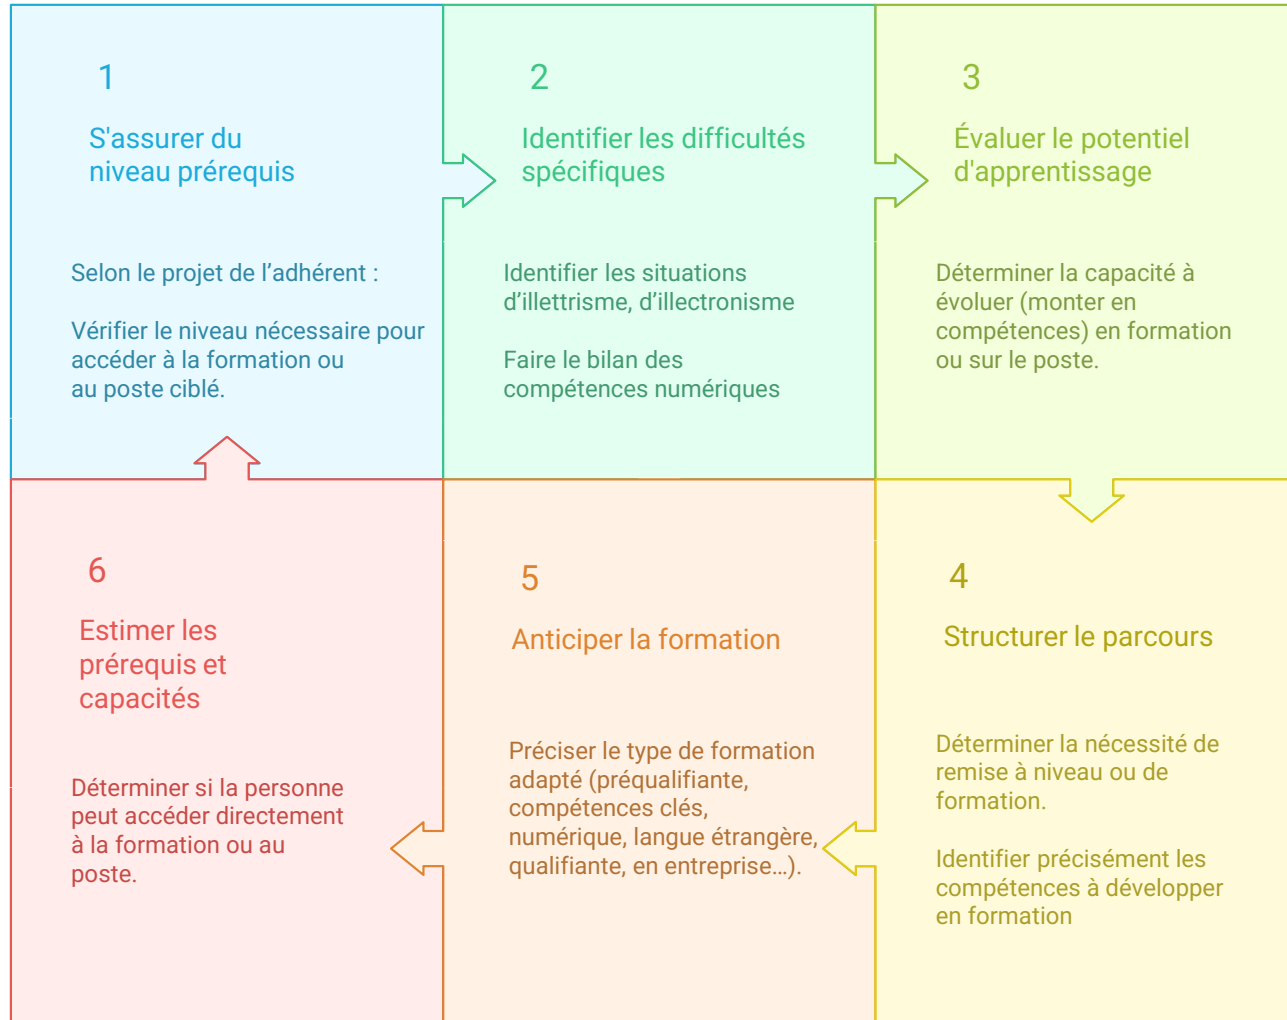 1
S'assurer du
niveau prérequis
Selon le projet de l’adhérent :
Vérifier le niveau nécessaire pour
accéder à la formation ou
au poste ciblé.
2
Identifier les difficultés
spécifiques
Identifier les situations
d’illettrisme, d’illectronisme
Faire le bilan des
compétences numériques
3
Évaluer le potentiel
d'apprentissage
Déterminer la capacité à
évoluer (monter en
compétences) en formation
ou sur le poste.
4
Structurer le parcours
Déterminer la nécessité de
remise à niveau ou de
formation.
Identifier précisément les
compétences à développer
en formation
5
Anticiper la formation
Préciser le type de formation
adapté (préqualifiante,
compétences clés,
numérique, langue étrangère,
qualifiante, en entreprise…).
6
Estimer les
prérequis et
capacités
Déterminer si la personne
peut accéder directement
à la formation ou au
poste.